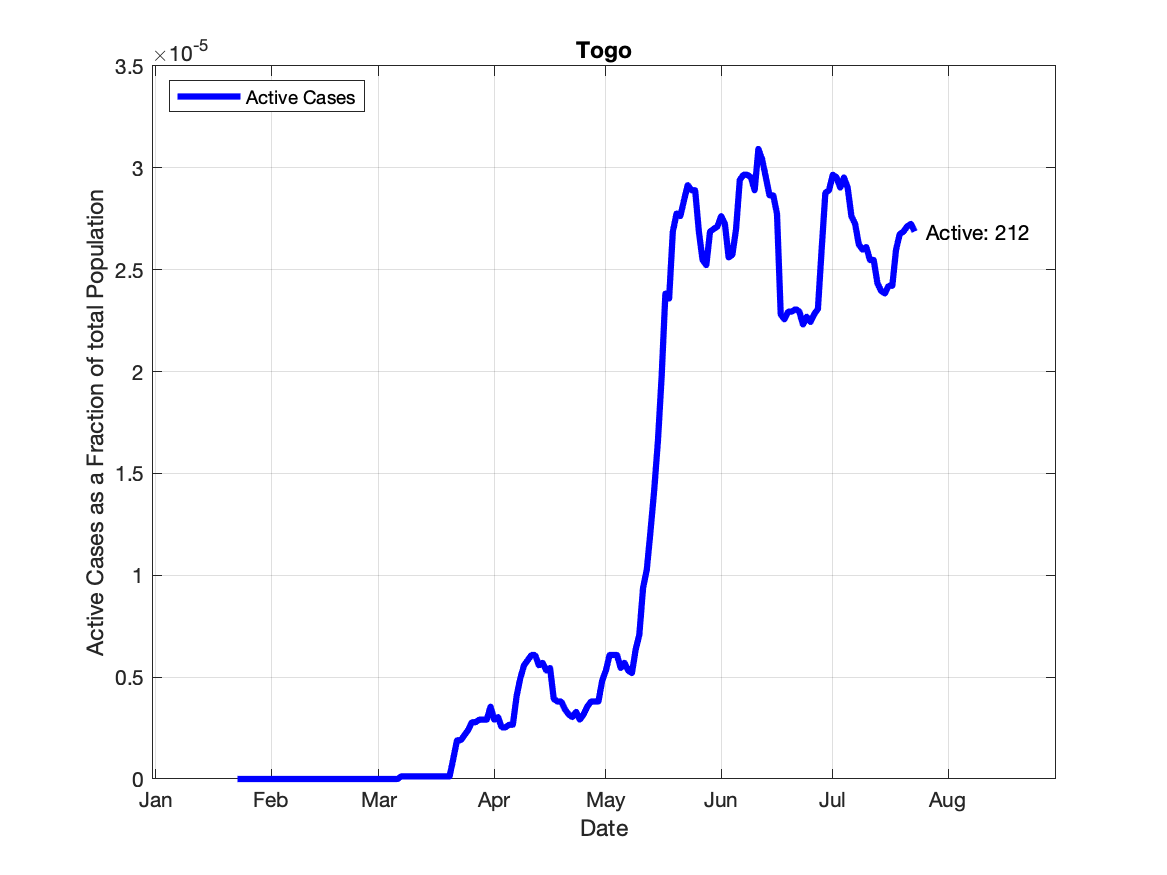 Togo
×10-5
3.5
3
2.5
2
1.5
1
0.5
0
Active Cases
Active: 212
Active Cases as a Fraction of total Population
Jan Feb Mar Apr May Jun Jul Aug
Date